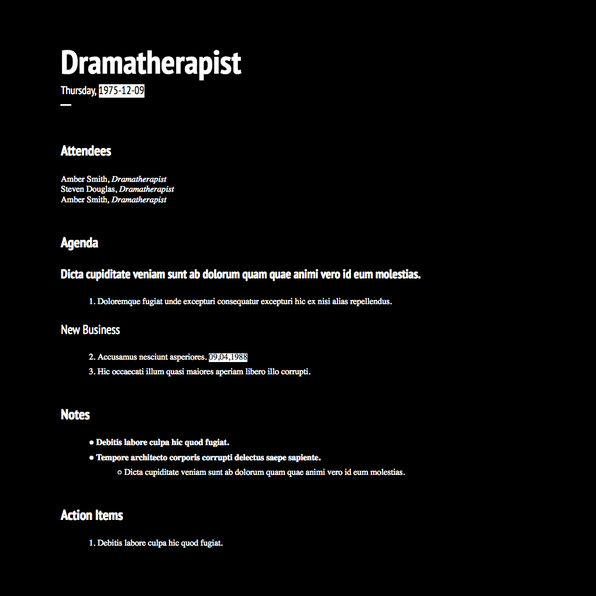 Dramatherapist
Thursday, 1975-12-09
Attendees
Amber Smith, Dramatherapist
Steven Douglas, Dramatherapist
Amber Smith, Dramatherapist
Agenda
Dicta cupiditate veniam sunt ab dolorum quam quae animi vero id eum molestias.
1. Doloremque fugiat unde excepturi consequatur excepturi hic ex nisi alias repellendus.
New Business
2. Accusamus nesciunt asperiores. 09,04,1988
3. Hic occaecati illum quasi maiores aperiam libero illo corrupti.
Notes
● Debitis labore culpa hic quod fugiat.
● Tempore architecto corporis corrupti delectus saepe sapiente.
○ Dicta cupiditate veniam sunt ab dolorum quam quae animi vero id eum molestias.
Action Items
1. Debitis labore culpa hic quod fugiat.